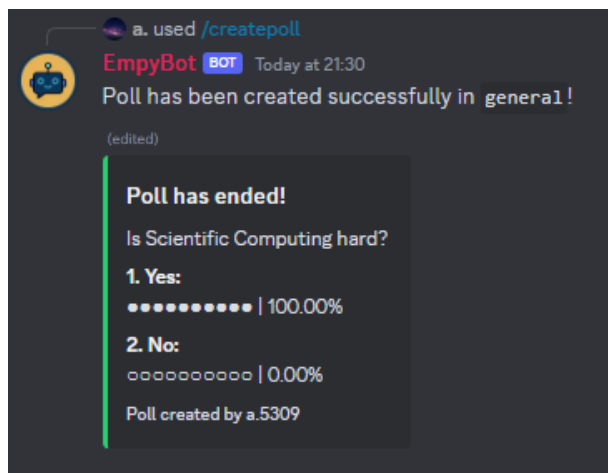 a. used /createpoll
EmpyBot BOT Today at 21:30
Poll has been created successfully in general!
(edited)
Poll has ended!
Is Scientific Computing hard?
1. Yes:
●●●●●●●●●● | 100.00%
2. No:
○○○○○○○○○○ | 0.00%
Poll created by a.5309